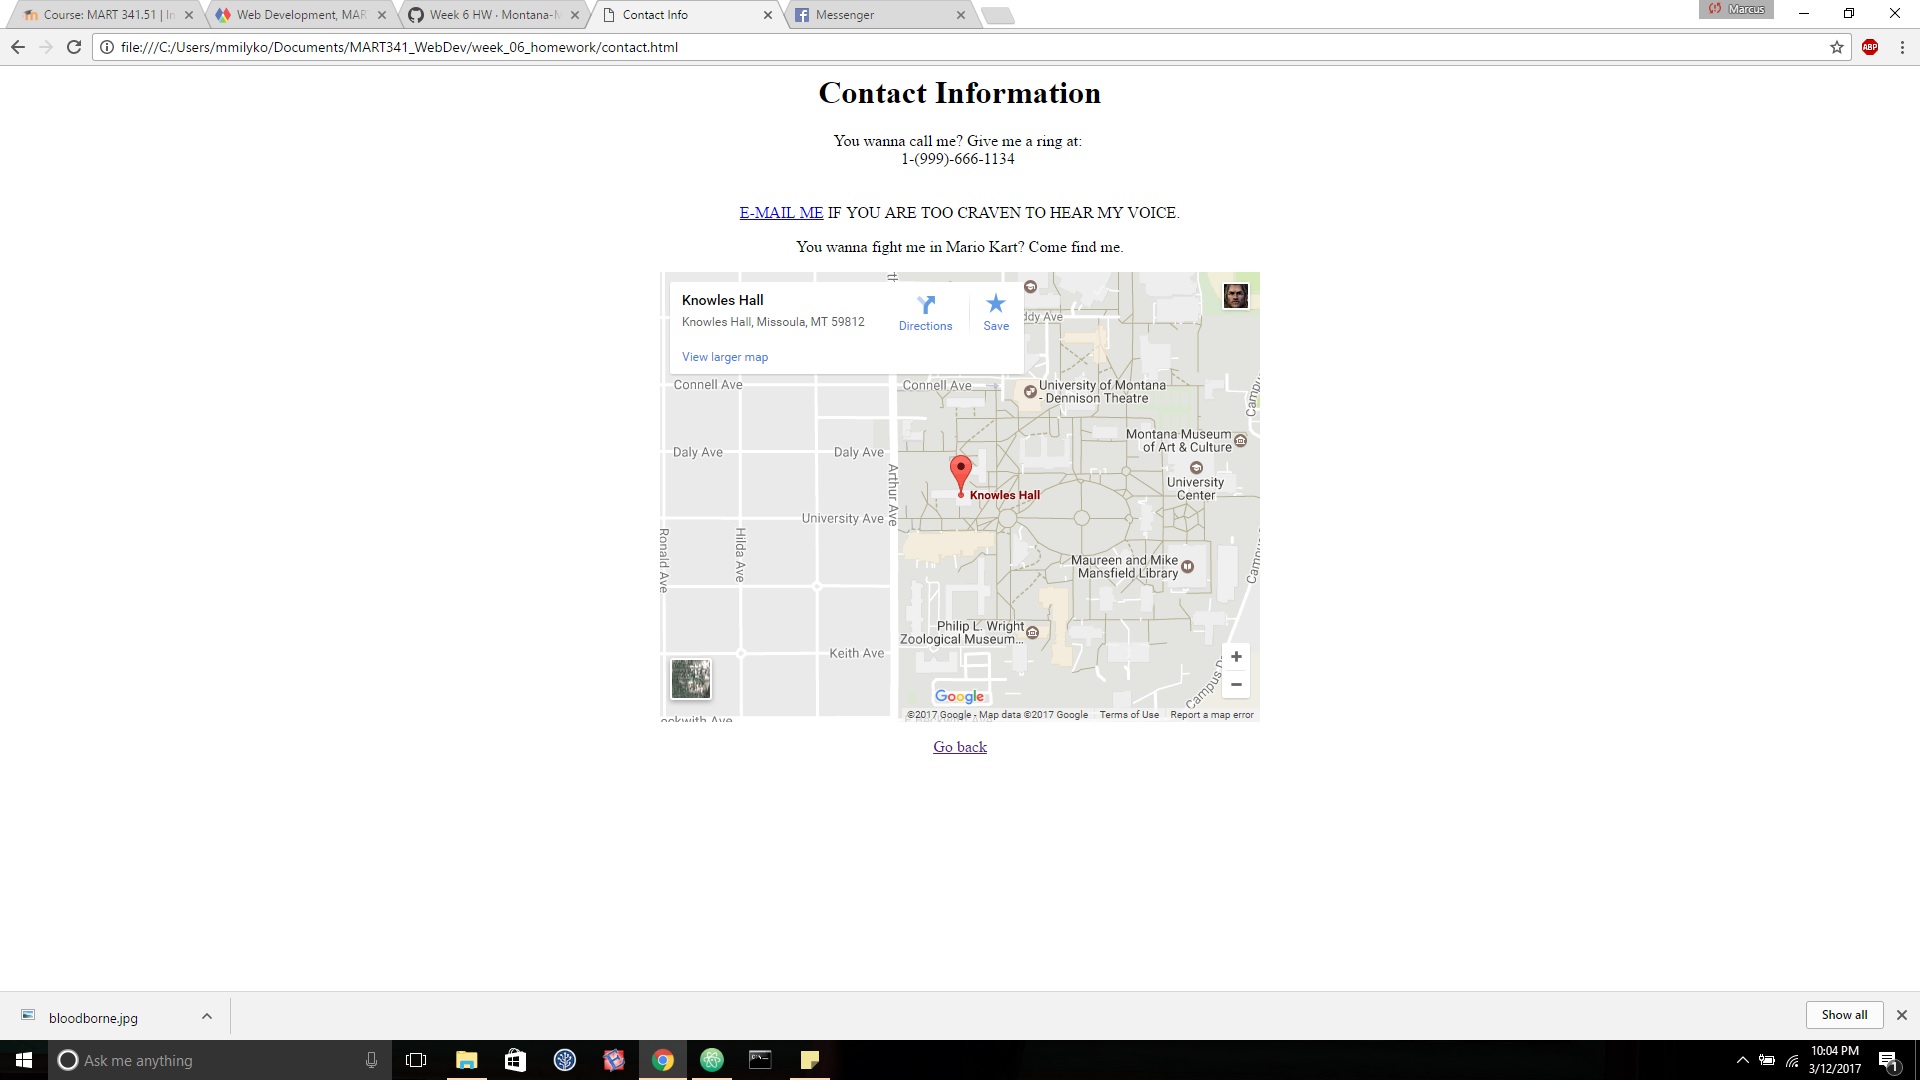 Course: MART 341.51 | In
Web Development, MAR
Week 6 HW · Montana-M
Contact Info
Messenger
Marcus
file:///C:/Users/mmilyko/Documents/MART341_WebDev/week_06_homework/contact.html
ABP
Contact Information
You wanna call me? Give me a ring at:
1-(999)-666-1134
E-MAIL ME IF YOU ARE TOO CRAVEN TO HEAR MY VOICE.
You wanna fight me in Mario Kart? Come find me.
Knowles Hall
Knowles Hall, Missoula, MT 59812
Directions
Save
View larger map
ddy Ave
Connell Ave
Connell Ave
University of Montana
- Dennison Theatre
Campu
Daly Ave
Daly Ave
Montana Museum
of Art & Culture
Arthur Ave
Knowles Hall
University
Center
University Ave
Ronald Ave
Hilda Ave
Maureen and Mike
Mansfield Library
Campus
Philip L. Wright
Zoological Museum...
Keith Ave
Campus D
Google
©2017 Google - Map data ©2017 Google
Terms of Use
Report a map error
ockwith Ave
Go back
bloodborne.jpg
Show all
Ask me anything
10:04 PM
3/12/2017
1